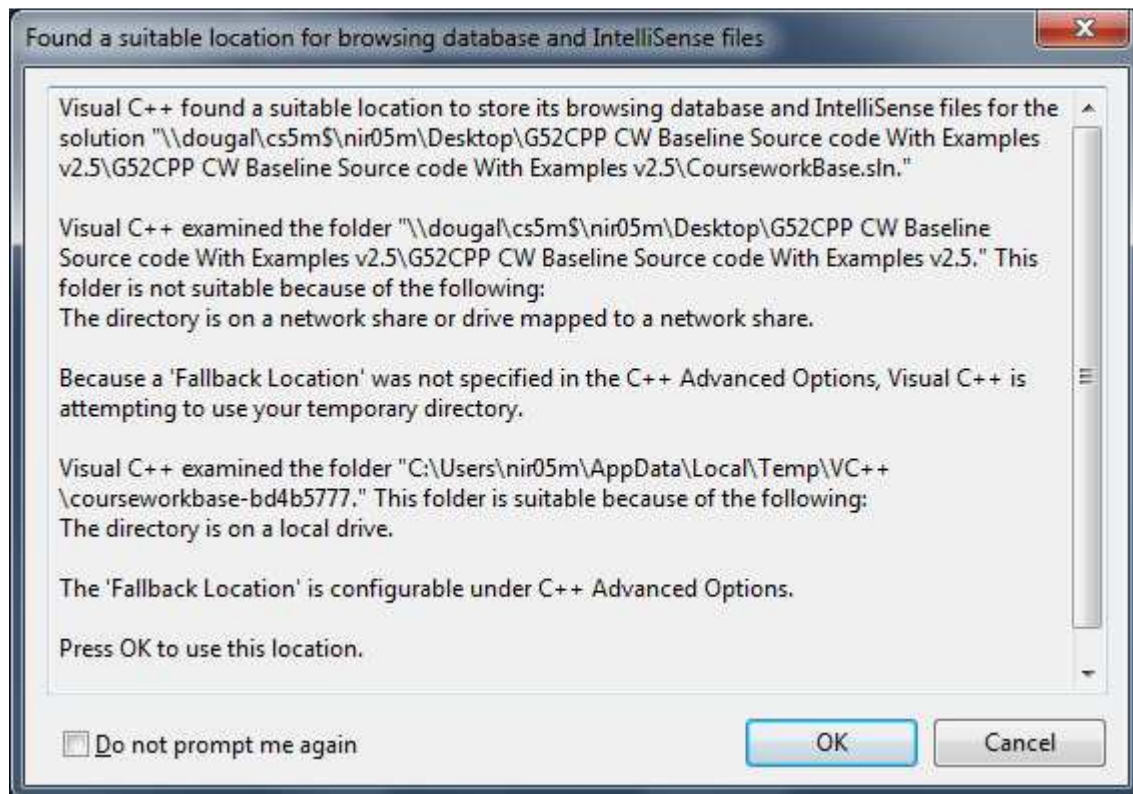 Found a suitable location for browsing database and IntelliSense files
Visual C++ found a suitable location to store its browsing database and IntelliSense files for the
solution "\\dougal\cs5m$\nir05m\Desktop\G52CPP CW Baseline Source code With Examples
v2.5\G52CPP CW Baseline Source code With Examples v2.5\CourseworkBase.sln."
Visual C++ examined the folder "\\dougal\cs5m$\nir05m\Desktop\G52CPP CW Baseline
Source code With Examples v2.5\G52CPP CW Baseline Source code With Examples v2.5." This
folder is not suitable because of the following:
The directory is on a network share or drive mapped to a network share.
Because a 'Fallback Location' was not specified in the C++ Advanced Options, Visual C++ is
attempting to use your temporary directory.
Visual C++ examined the folder "C:\Users\nir05m\AppData\Local\Temp\VC++
\courseworkbase-bd4b5777." This folder is suitable because of the following:
The directory is on a local drive.
The 'Fallback Location' is configurable under C++ Advanced Options.
Press OK to use this location.
Do not prompt me again
OK
Cancel